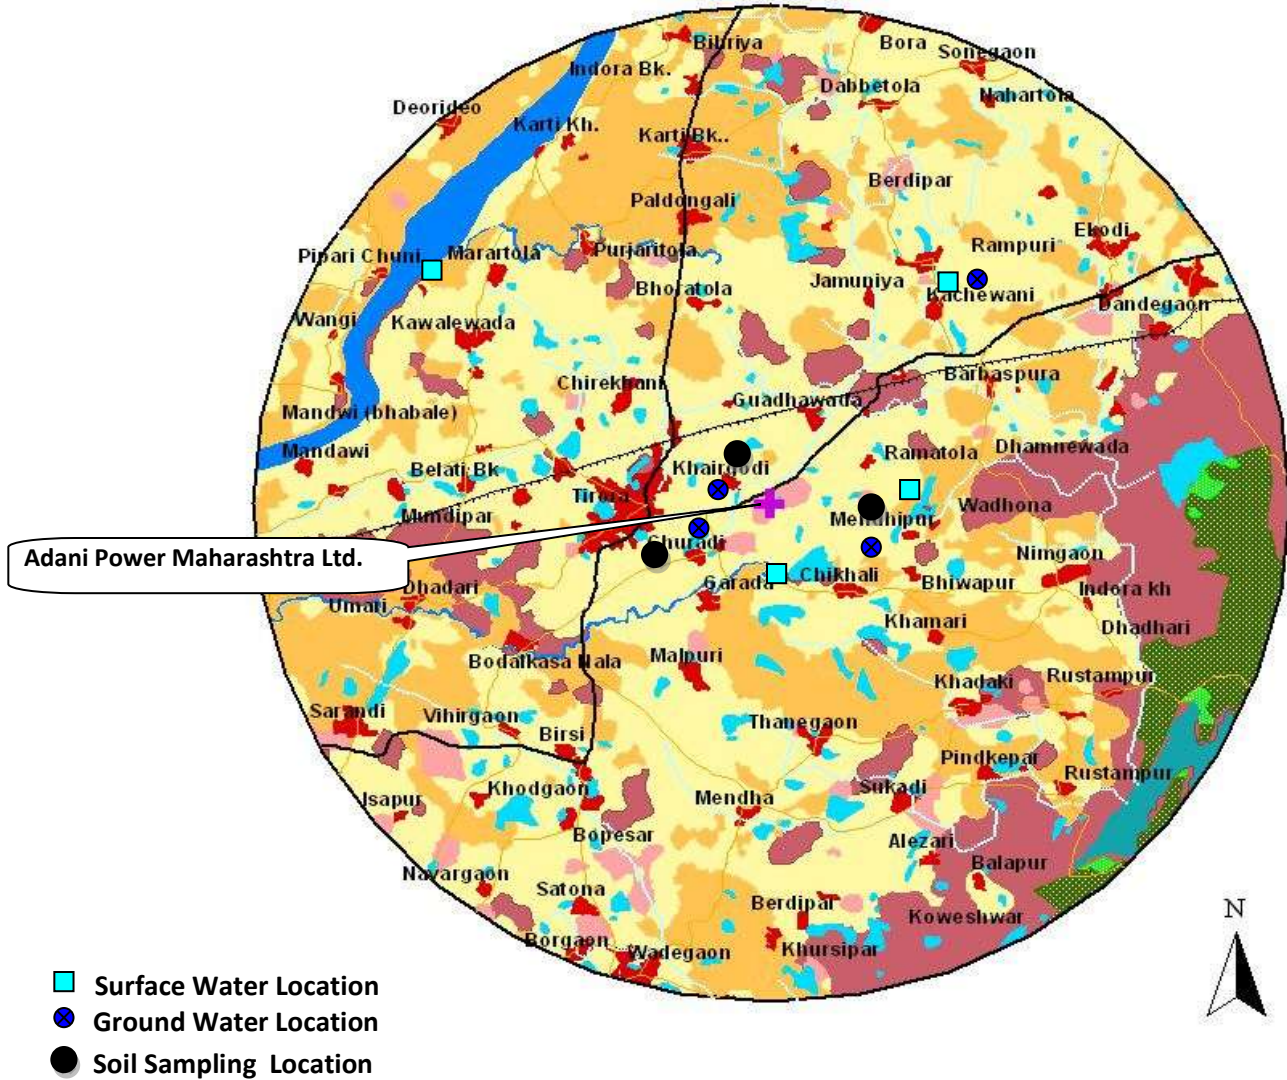 Bihriya
Bora
Sonegaon
Indora Bk.
Dabbetola
Nahartola
Deorideo
Karti Kh.
Karti Bk..
Berdipar
Paldongali
Ekodi
Rampuri
Pipari Chuni
Marartola
Purjaritola
Jamuniya
Bhoratola
Kachewani
Dandegaon
Wangi
Kawalewada
Barbaspura
Chirekhani
Guadhawada
Mandwi (bhabale)
Mandawi
Dhamnewada
Ramatola
Belati Bk
Khairgodi
Tirora
Wadhona
Mundipar
Mendhipur
Churadi
Nimgaon
Adani Power Maharashtra Ltd.
Chikhali
Garada
Bhiwapur
Indora kh
Dhadari
Umari
Khamari
Dhadhari
Bodalkasa Nala
Malpuri
Rustampur
Khadaki
Sarandi
Vihirgaon
Thanegaon
Birsi
Pindkepar
Rustampur
Khodgaon
Sukadi
Isapur
Mendha
Bopesar
Alezari
Balapur
Navargaon
Satona
Berdipar
Koweshwar
N
Borgaon
Wadegaon
Khursipar
Surface Water Location
Ground Water Location
Soil Sampling Location